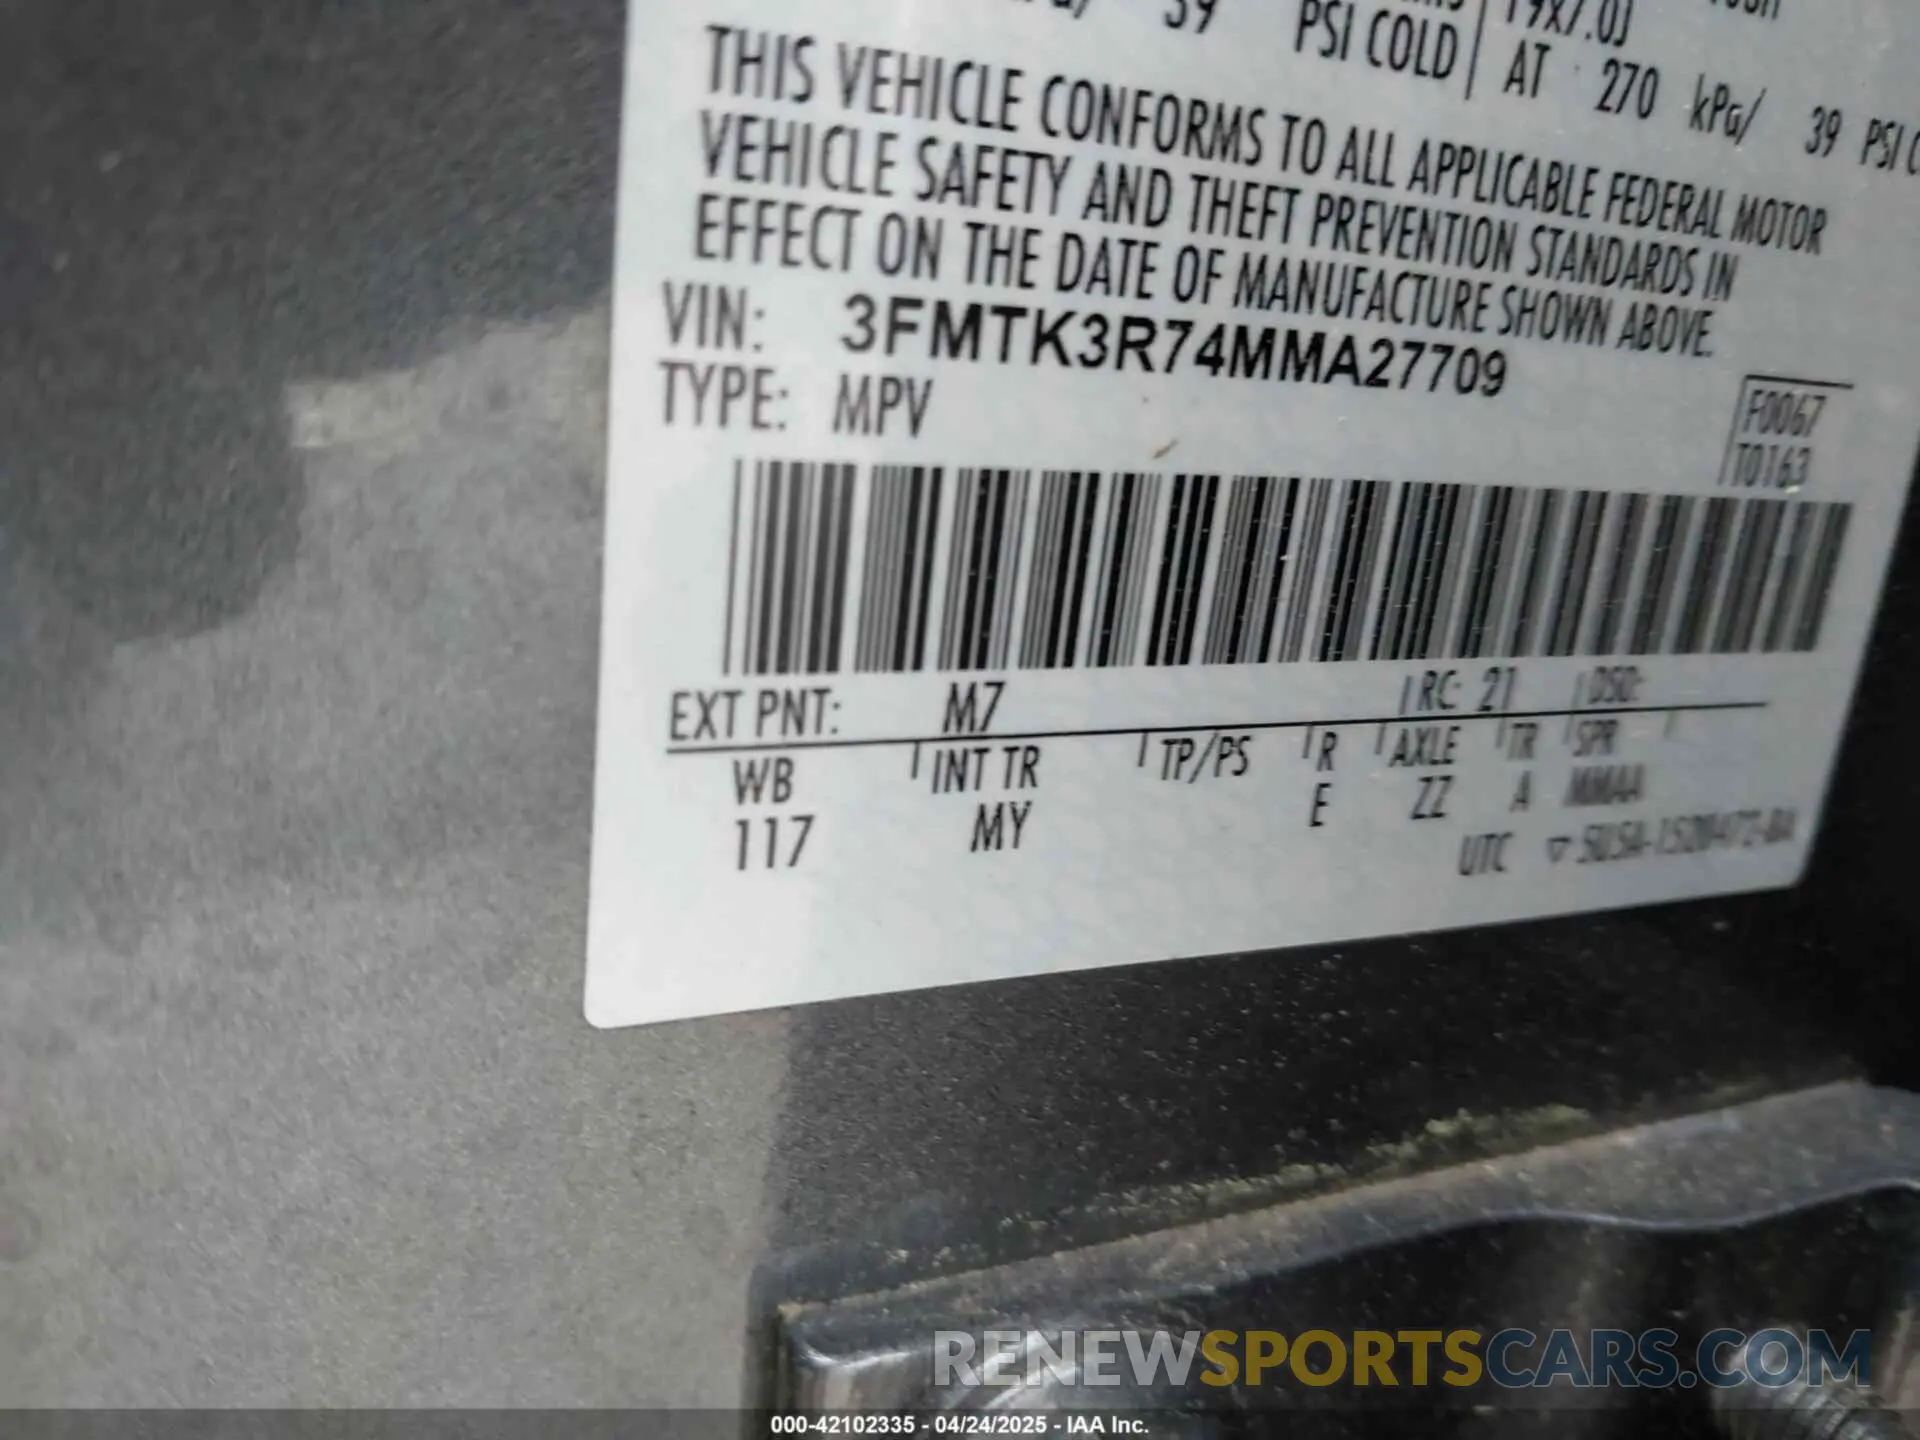 39 PSI COLD
19X7.0J
AT 270 kPa/ 39 PSI C
THIS VEHICLE CONFORMS TO ALL APPLICABLE FEDERAL MOTOR
VEHICLE SAFETY AND THEFT PREVENTION STANDARDS IN
EFFECT ON THE DATE OF MANUFACTURE SHOWN ABOVE.
VIN: 3FMTK3R74MMA27709
TYPE: MPV
F0067
T0163
EXT PNT: M7 RC: 21 DSO:
WB INT TR TP/PS R AXLE TR SPR
117 MY E ZZ A MMAA
UTC
RENEWSPORTSCARS.COM
000-42102335 - 04/24/2025 - IAA Inc.